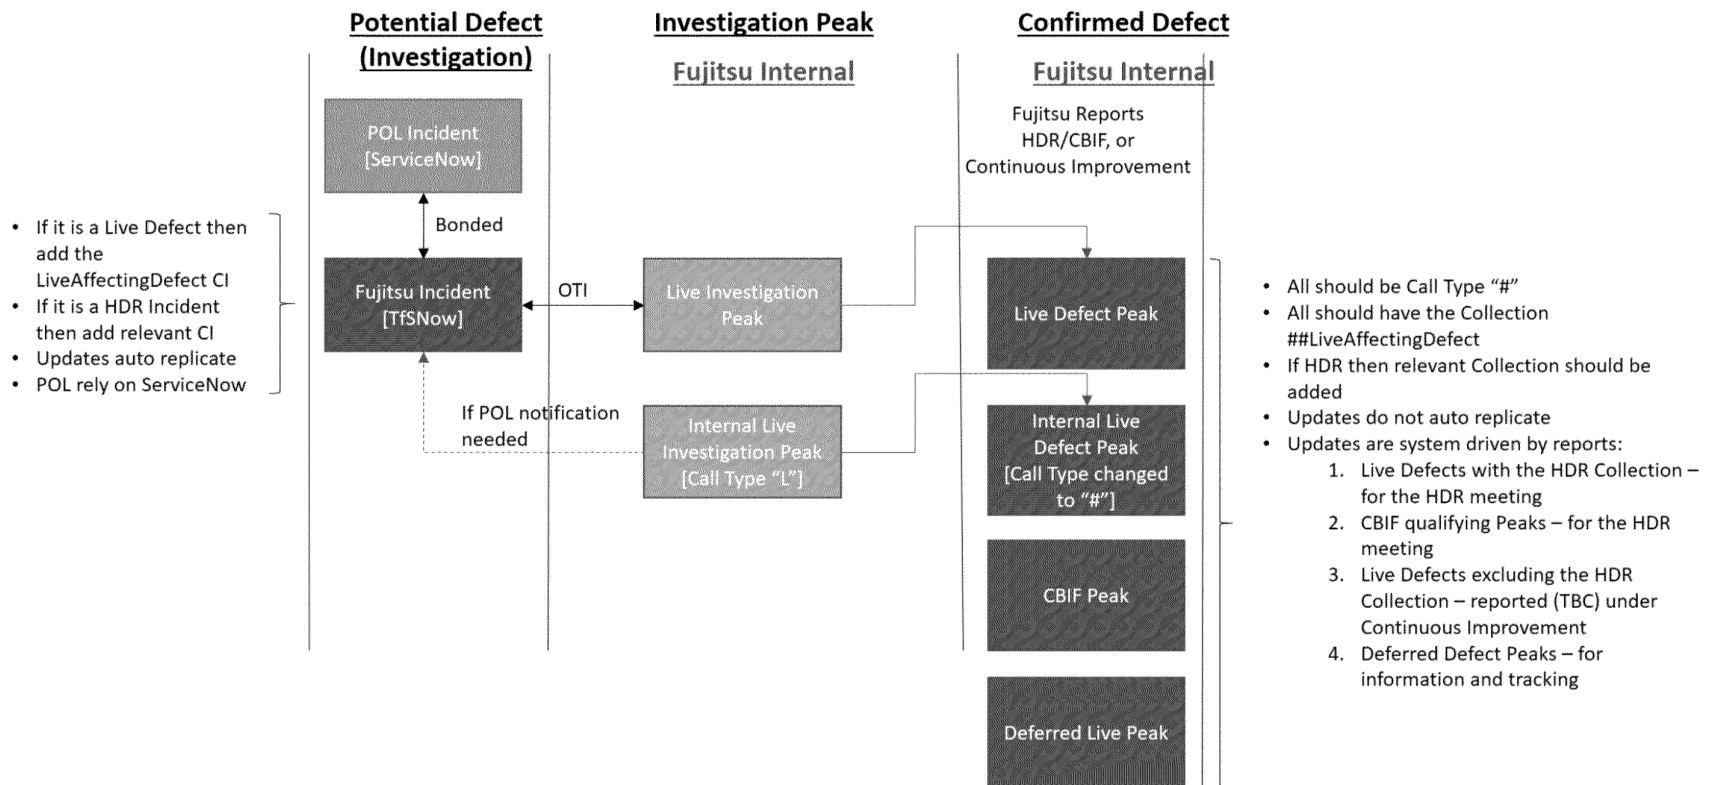 Potential Defect
(Investigation)
Investigation Peak
Fujitsu Internal
Confirmed Defect
Fujitsu Internal
Fujitsu Reports
HDR/CBIF, or
Continuous Improvement
POL Incident
[ServiceNow]
Bonded
• If it is a Live Defect then
add the
LiveAffectingDefect CI
• If it is a HDR Incident
then add relevant CI
• Updates auto replicate
• POL rely on ServiceNow
Fujitsu Incident
[TfSNow]
OTI
Live Investigation
Peak
Live Defect Peak
If POL notification
needed
Internal Live
Investigation Peak
[Call Type “L”]
Internal Live
Defect Peak
[Call Type changed
to “#”]
CBIF Peak
Deferred Live Peak
• All should be Call Type “#”
• All should have the Collection
##LiveAffectingDefect
• If HDR then relevant Collection should be
added
• Updates do not auto replicate
• Updates are system driven by reports:
1. Live Defects with the HDR Collection –
for the HDR meeting
2. CBIF qualifying Peaks – for the HDR
meeting
3. Live Defects excluding the HDR
Collection – reported (TBC) under
Continuous Improvement
4. Deferred Defect Peaks – for
information and tracking